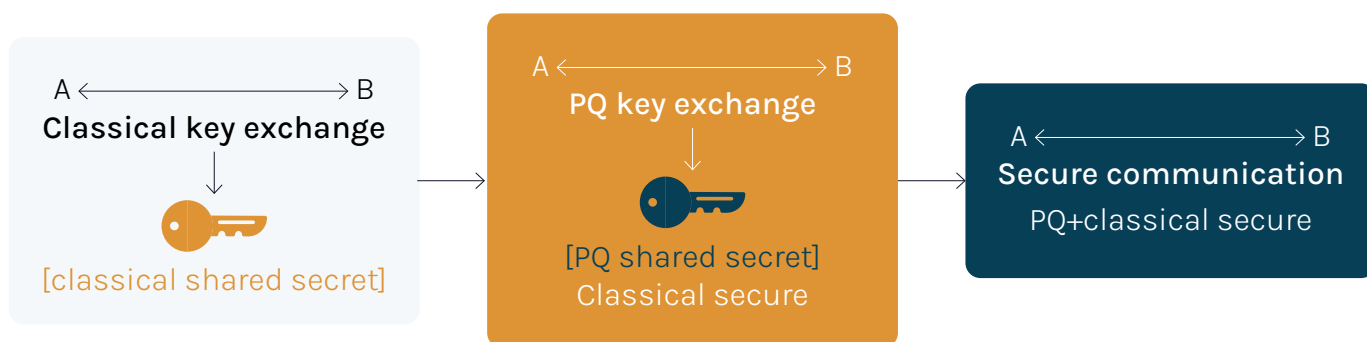 A B
Classical key exchange
[classical shared secret]
A B
PQ key exchange
[PQ shared secret]
Classical secure
A B
Secure communication
PQ+classical secure